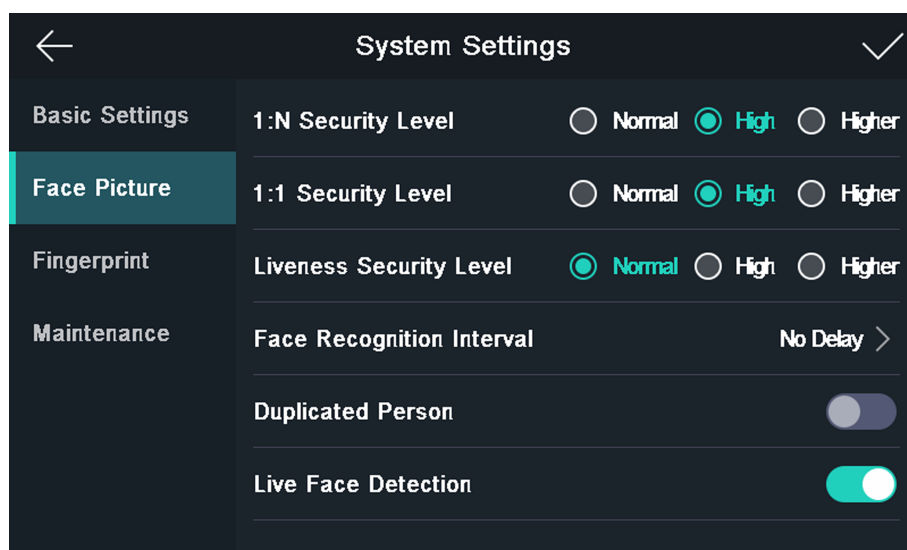 System Settings
Basic Settings
Face Picture
Fingerprint
Maintenance
1:N Security Level Normal High Higher
1:1 Security Level Normal High Higher
Liveness Security Level Normal High Higher
Face Recognition Interval No Delay
Duplicated Person
Live Face Detection